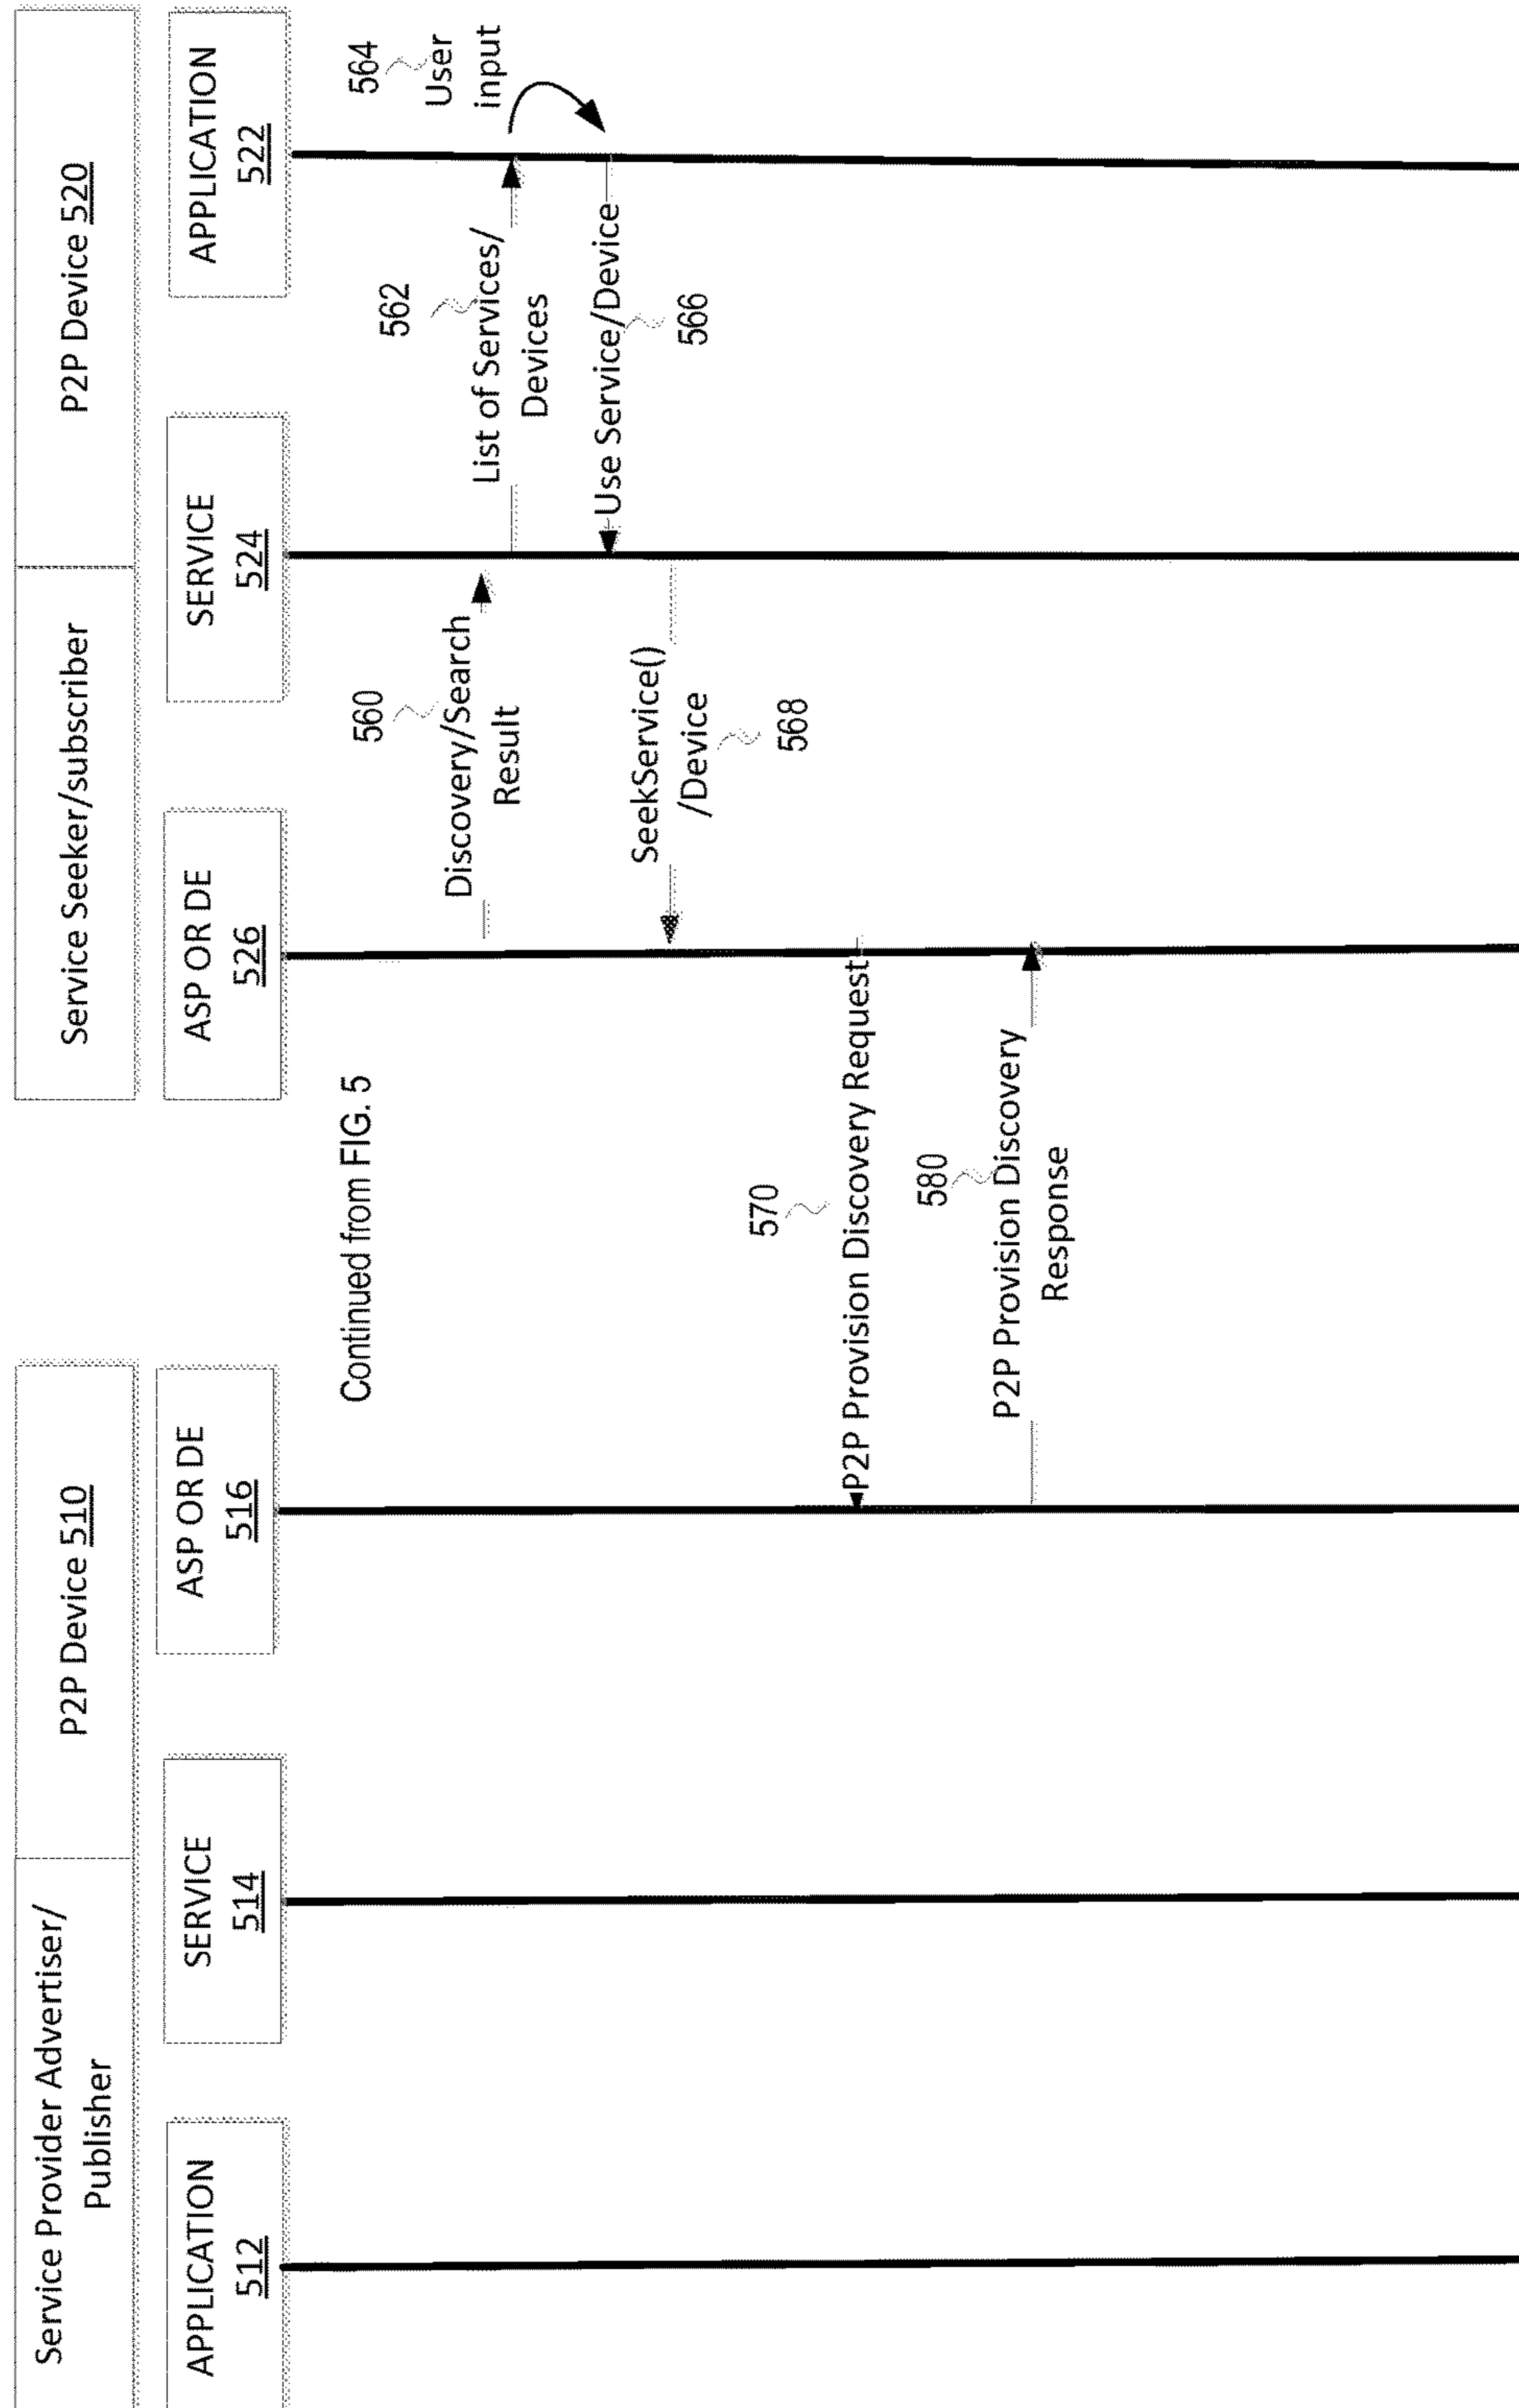 Service Provider Advertiser/
Publisher
P2P Device 510
Service Seeker/subscriber
P2P Device 520
APPLICATION
512
SERVICE
514
ASP OR DE
516
ASP OR DE
526
SERVICE
524
APPLICATION
522
Continued from FIG. 5
560
Discovery/Search
Result
562
List of Services/
Devices
564
User
input
Use Service/Device
566
SeekService()
/Device
568
570
P2P Provision Discovery Request
580
P2P Provision Discovery
Response